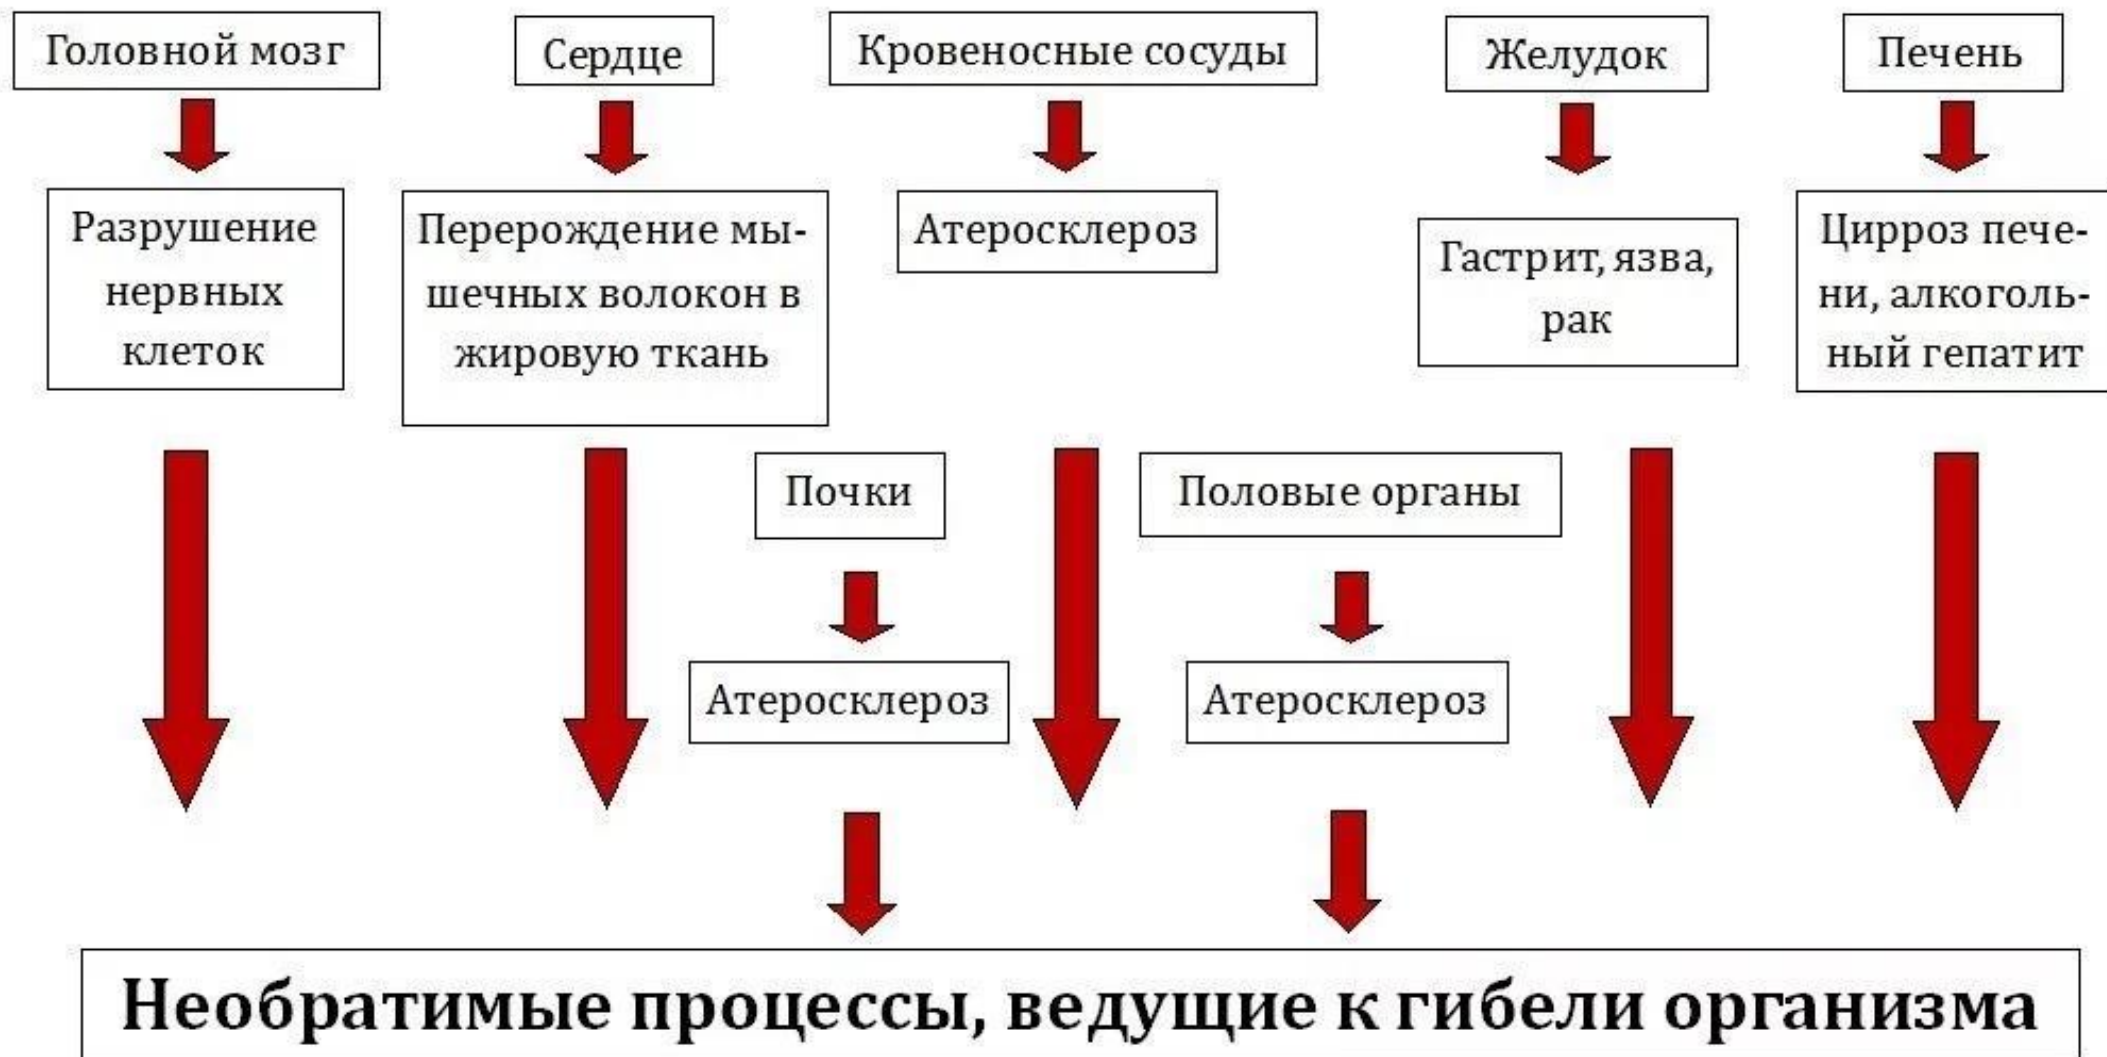 Головной мозг
Сердце
Кровеносные сосуды
Желудок
Печень
Разрушение
нервных
клеток
Перерождение мы-
шечных волокон в
жировую ткань
Атеросклероз
Гастрит, язва,
рак
Цирроз пече-
ни, алкоголь-
ный гепатит
Почки
Половые органы
Атеросклероз
Атеросклероз
Необратимые процессы, ведущие к гибели организма